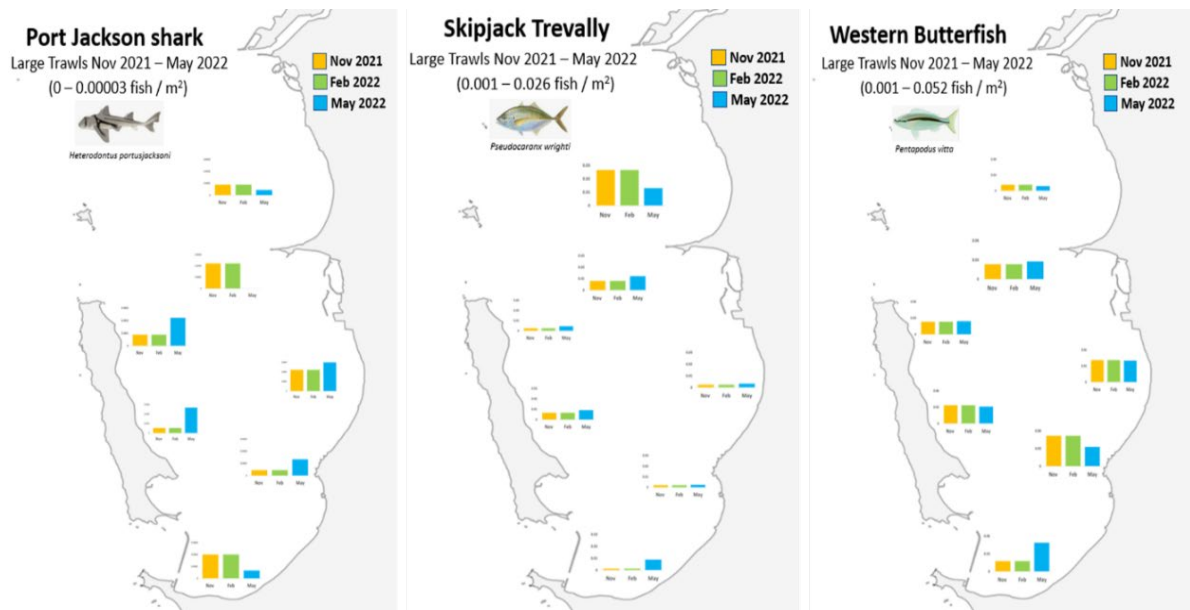 Port Jackson shark
Large Trawls Nov 2021 – May 2022
(0 – 0.00003 fish / m²)
Nov 2021
Feb 2022
May 2022
Heterodontus portusjacksoni
Nov Feb May
Nov Feb May
Nov Feb May
Nov Feb May
Nov Feb May
Nov Feb May
Nov Feb May
Skipjack Trevally
Large Trawls Nov 2021 – May 2022
(0.001 – 0.026 fish / m²)
Nov 2021
Feb 2022
May 2022
Pseudocaranx wrighti
Nov Feb May
Nov Feb May
Nov Feb May
Nov Feb May
Nov Feb May
Nov Feb May
Nov Feb May
Western Butterfish
Large Trawls Nov 2021 – May 2022
(0.001 – 0.052 fish / m²)
Nov 2021
Feb 2022
May 2022
Pentapodus vitta
Nov Feb May
Nov Feb May
Nov Feb May
Nov Feb May
Nov Feb May
Nov Feb May
Nov Feb May